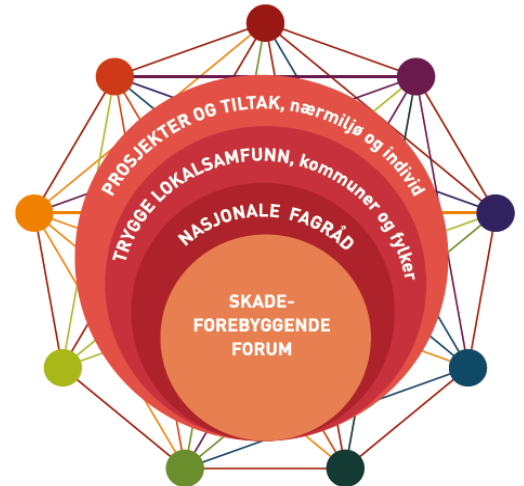 PROSJEKTER OG TILTAK, nærmiljø og individ
TRYGGE LOKALSAMFUNN, kommuner og fylker
NASJONALE FAGRÅD
SKADE-
FOREBYGGENDE
FORUM